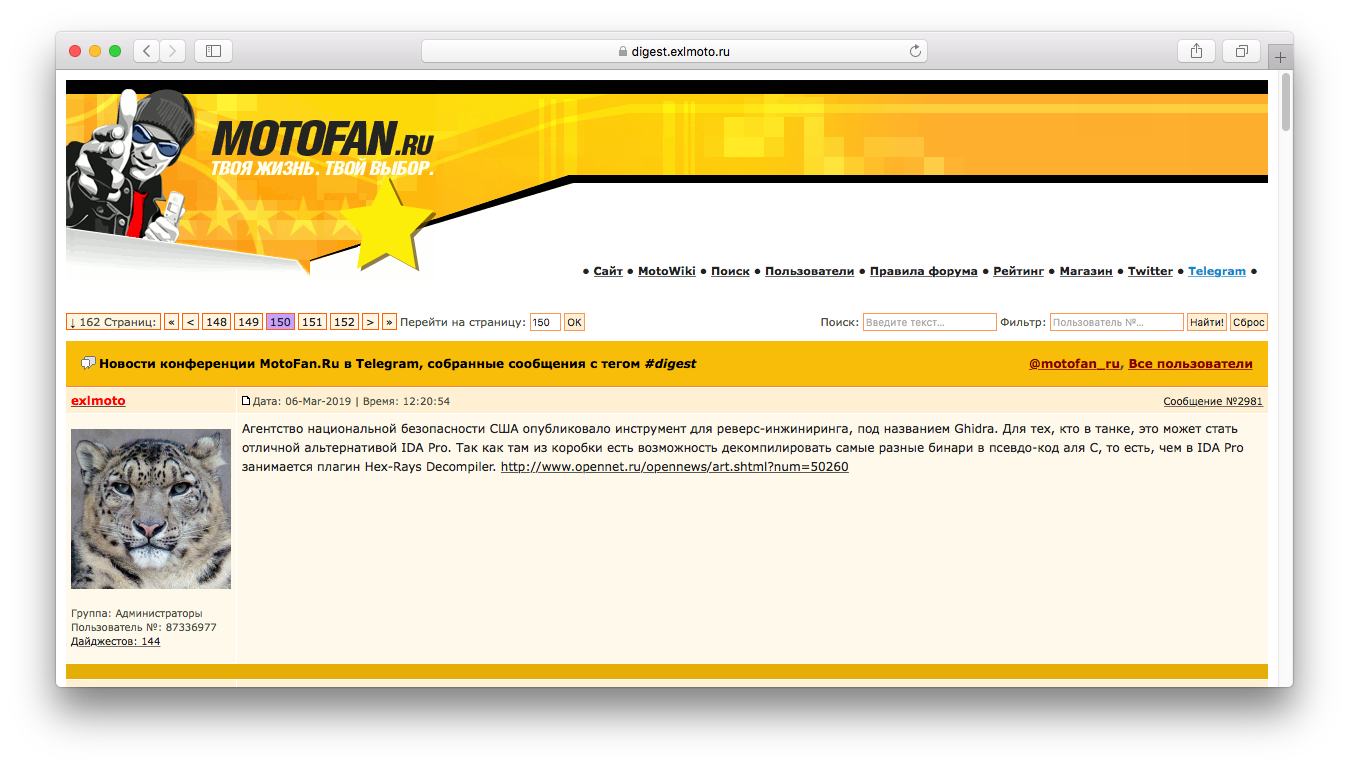 digest.exlmoto.ru
MOTOFAN.RU
ТВОЯ ЖИЗНЬ. ТВОЙ ВЫБОР.
• Сайт • MotoWiki • Поиск • Пользователи • Правила форума • Рейтинг • Магазин • Twitter • Telegram •
↓ 162 Страниц: « < 148 149 150 151 152 > » Перейти на страницу: 150 OK Поиск: Введите текст... Фильтр: Пользователь №... Найти! Сброс
Новости конференции MotoFan.Ru в Telegram, собранные сообщения с тегом #digest @motofan_ru, Все пользователи
exlmoto Дата: 06-Mar-2019 | Время: 12:20:54 Сообщение №2981
Агентство национальной безопасности США опубликовало инструмент для реверс-инжиниринга, под названием Ghidra. Для тех, кто в танке, это может стать
отличной альтернативой IDA Pro. Так как там из коробки есть возможность декомпилировать самые разные бинари в псевдо-код аля C, то есть, чем в IDA Pro
занимается плагин Hex-Rays Decompiler. http://www.opennet.ru/opennews/art.shtml?num=50260
Группа: Администраторы
Пользователь №: 87336977
Дайджестов: 144